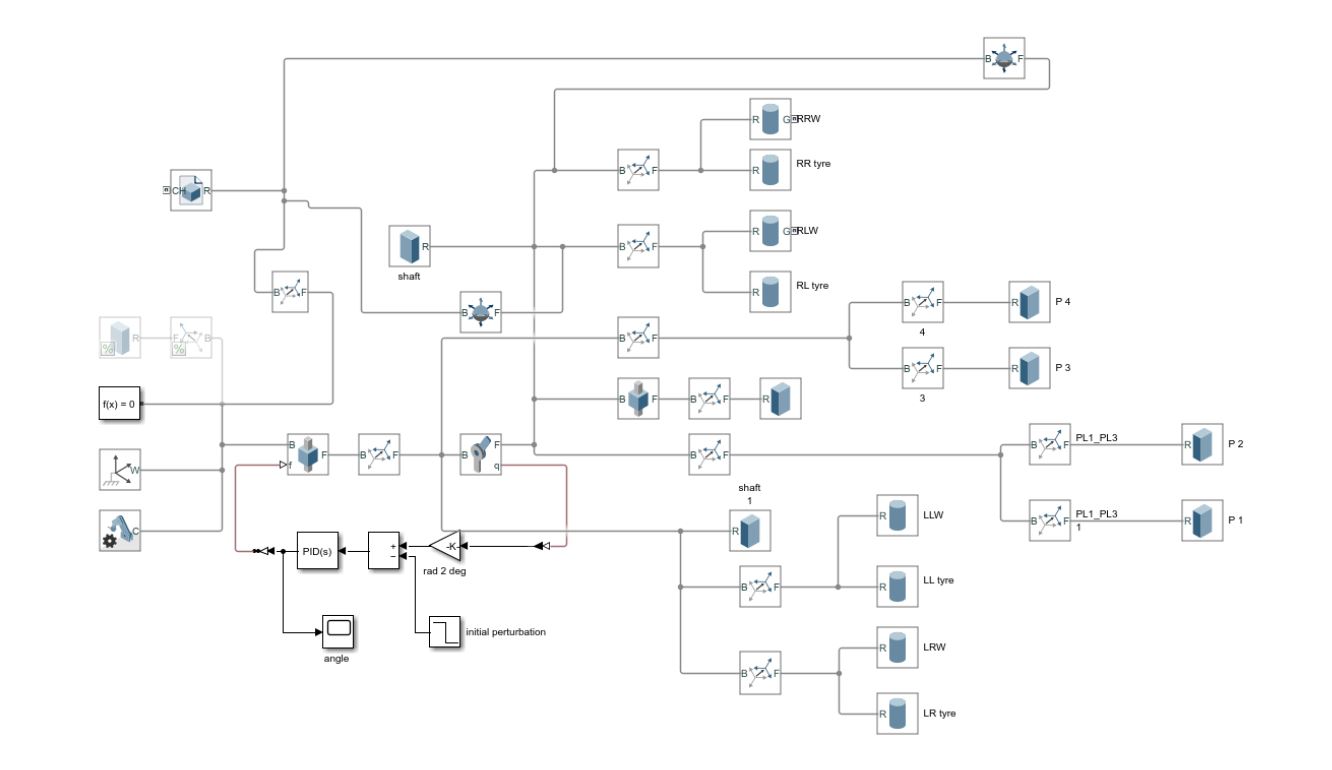 B F
R G RRW
B F
R RR tyre
CH R
R G RLW
R
B F
shaft
B F
R RL tyre
B F
B F
R P 4
4
R F B
B F
% %
B F
R P 3
3
f(x) = 0
B F
B F
R
B F
B F
B F
B F
PL1_PL3
R P 2
f
q
W
shaft
1
C
R
R LLW
B F
PL1_PL3
1
R P 1
PID(s)
+
−
-K-
rad 2 deg
B F
R LL tyre
initial perturbation
angle
R LRW
B F
R LR tyre